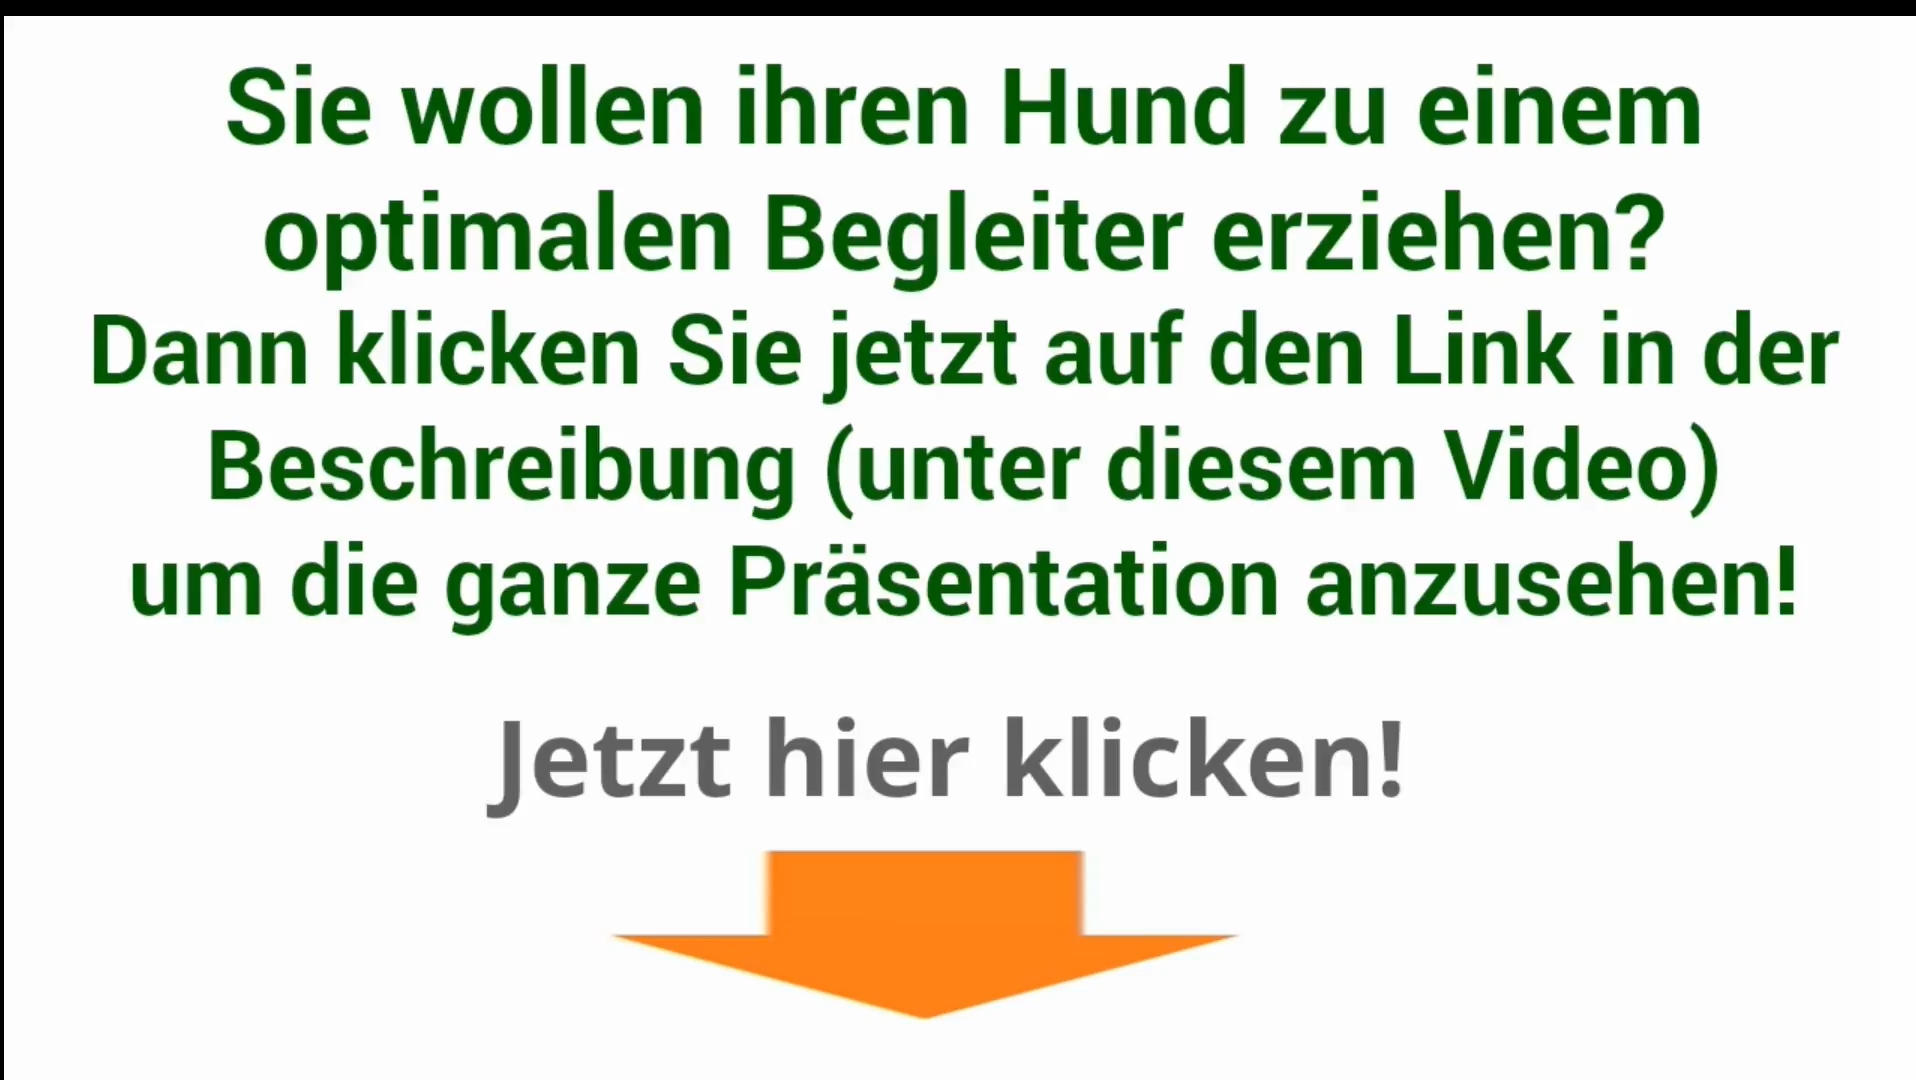 Sie wollen ihren Hund zu einem
optimalen Begleiter erziehen?
Dann klicken Sie jetzt auf den Link in der
Beschreibung (unter diesem Video)
um die ganze Präsentation anzusehen!
Jetzt hier klicken!